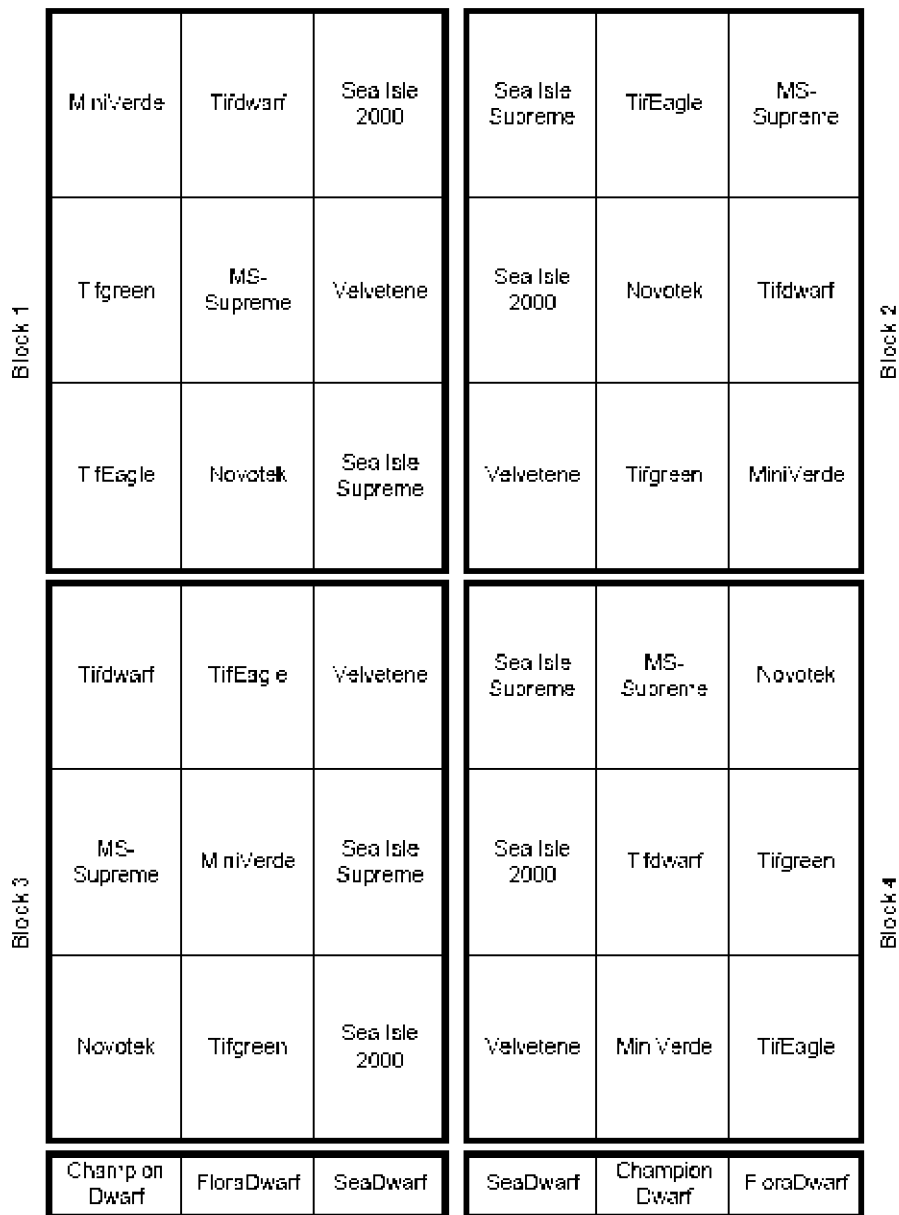 Block 1
MiniVerde
Tifdwarf
Sea Isle
2000
Tifgreen
MS-
Supreme
Velvetene
TifEagle
Novotek
Sea Isle
Supreme
Block 2
Sea Isle
Supreme
TifEagle
MS-
Supreme
Sea Isle
2000
Novotek
Tifdwarf
Velvetene
Tifgreen
MiniVerde
Block 3
Tifdwarf
TifEagle
Velvetene
MS-
Supreme
MiniVerde
Sea Isle
Supreme
Novotek
Tifgreen
Sea Isle
2000
Block 4
Sea Isle
Supreme
MS-
Supreme
Novotek
Sea Isle
2000
Tifdwarf
Tifgreen
Velvetene
MiniVerde
TifEagle
Champion
Dwarf
FloraDwarf
SeaDwarf
SeaDwarf
Champion
Dwarf
FloraDwarf